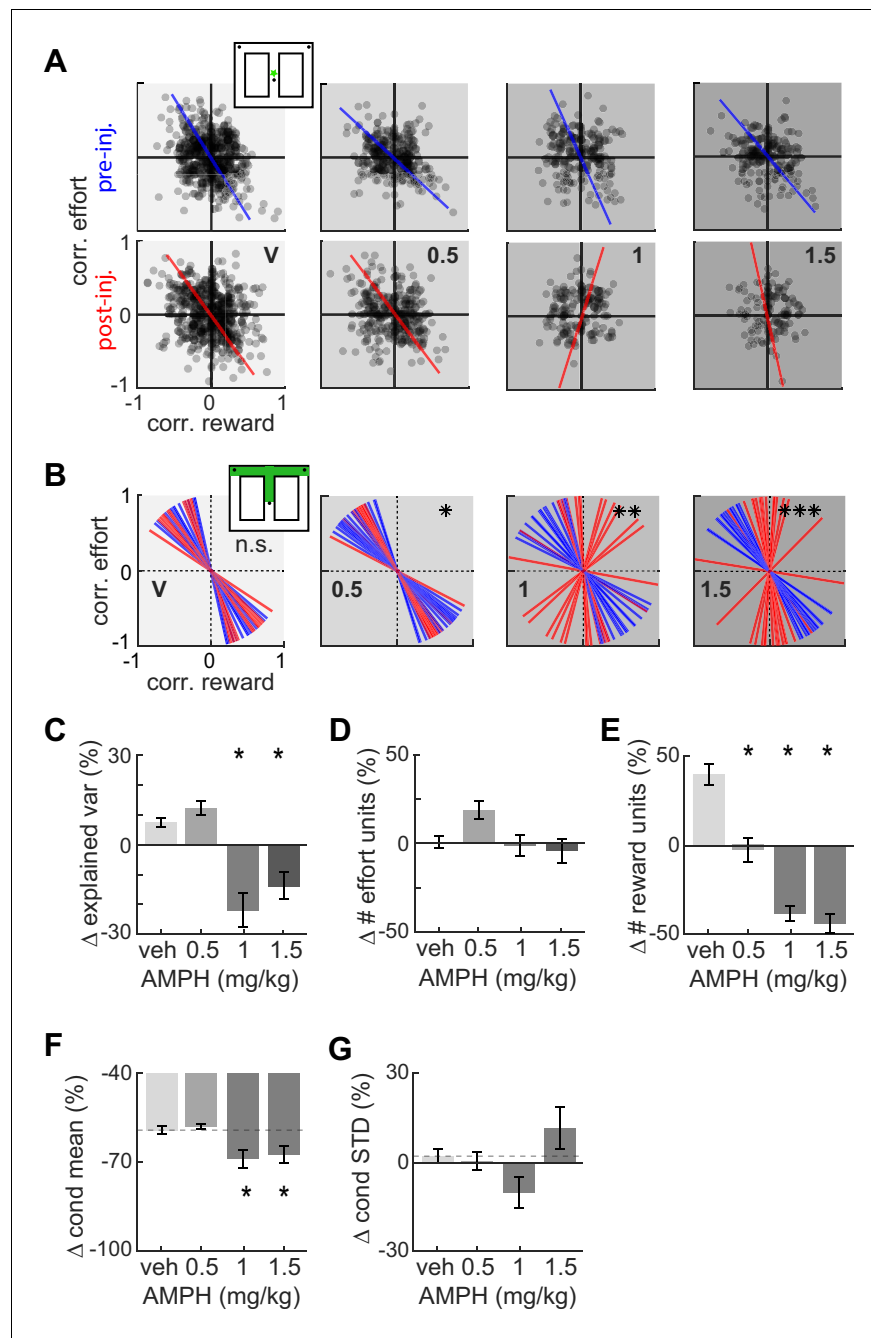 A
pre-inj.
corr. effort
post-inj.
1
0
-1
V
0.5
1
1.5
-1 0 1
corr. reward
B
corr. effort
1
0
-1
n.s.
*
**
***
V
0.5
1
1.5
-1 0 1
corr. reward
C
Δ explained var (%)
30
0
-30
* *
veh 0.5 1 1.5
AMPH (mg/kg)
D
Δ # effort units (%)
50
0
-50
veh 0.5 1 1.5
AMPH (mg/kg)
E
Δ # reward units (%)
50
0
-50
* * *
veh 0.5 1 1.5
AMPH (mg/kg)
F
Δ cond mean (%)
-40
-70
-100
* *
veh 0.5 1 1.5
AMPH (mg/kg)
G
Δ cond STD (%)
30
0
-30
veh 0.5 1 1.5
AMPH (mg/kg)